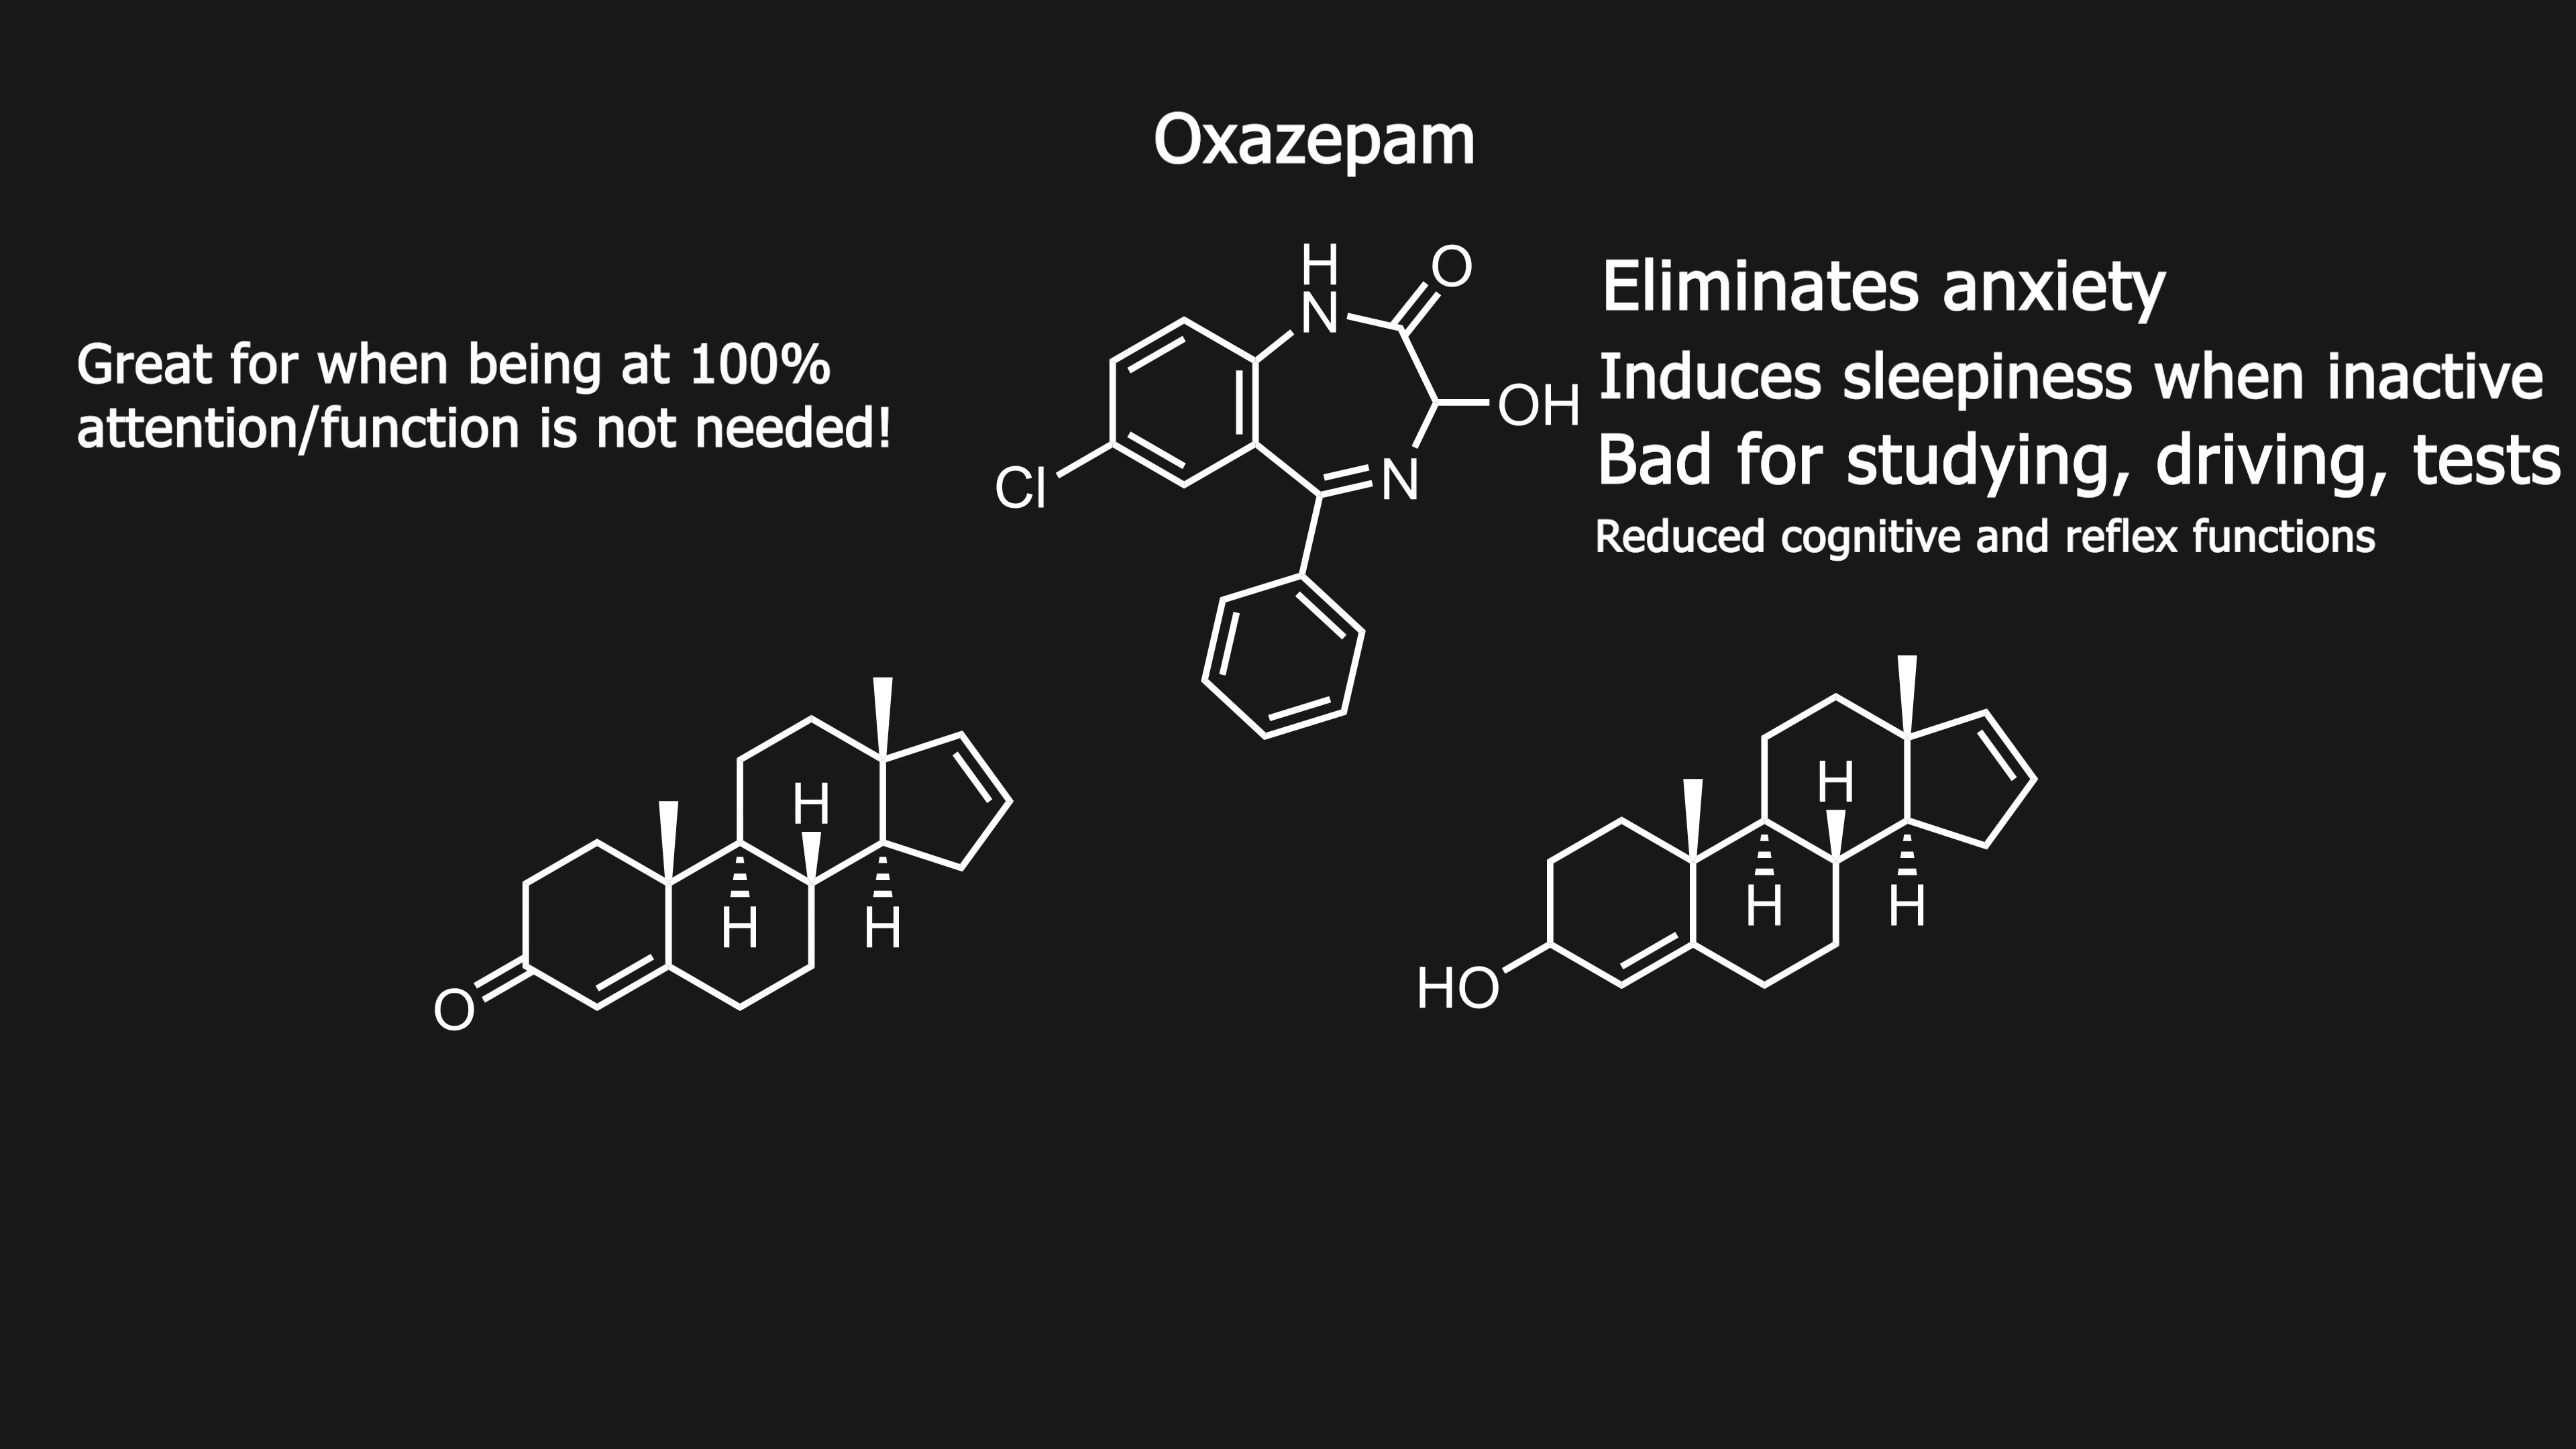 Oxazepam
Great for when being at 100%
attention/function is not needed!
H
N
O
OH
N
Cl
Eliminates anxiety
Induces sleepiness when inactive
Bad for studying, driving, tests
Reduced cognitive and reflex functions
H
H
H
O
H
H
H
HO